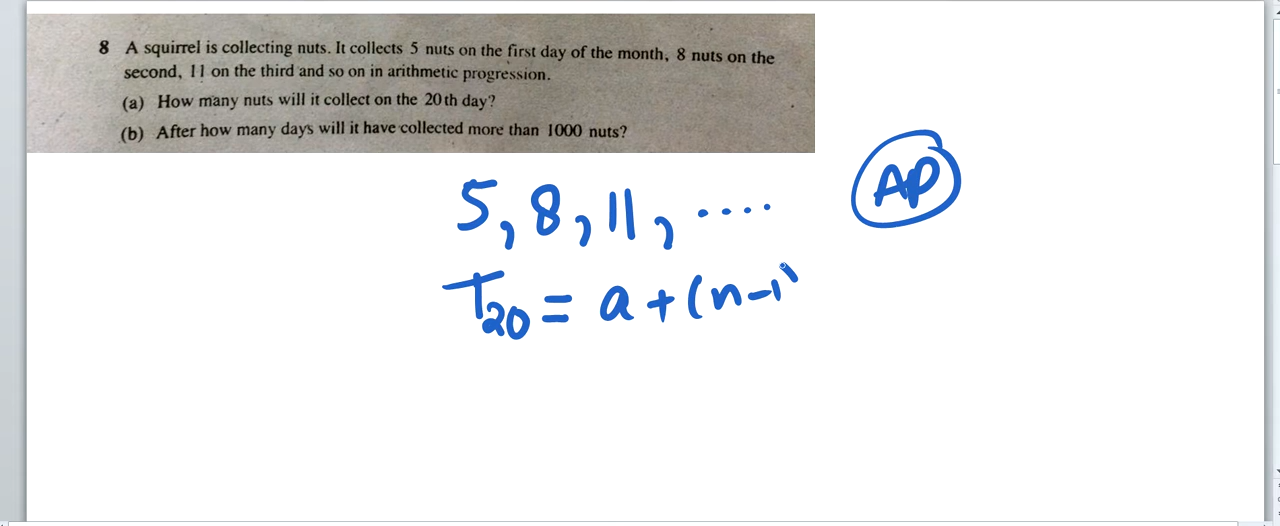 8 A squirrel is collecting nuts. It collects 5 nuts on the first day of the month, 8 nuts on the
second, 11 on the third and so on in arithmetic progression.
(a) How many nuts will it collect on the 20th day?
(b) After how many days will it have collected more than 1000 nuts?
5, 8, 11, ....
AP
T20 = a + (n-1)